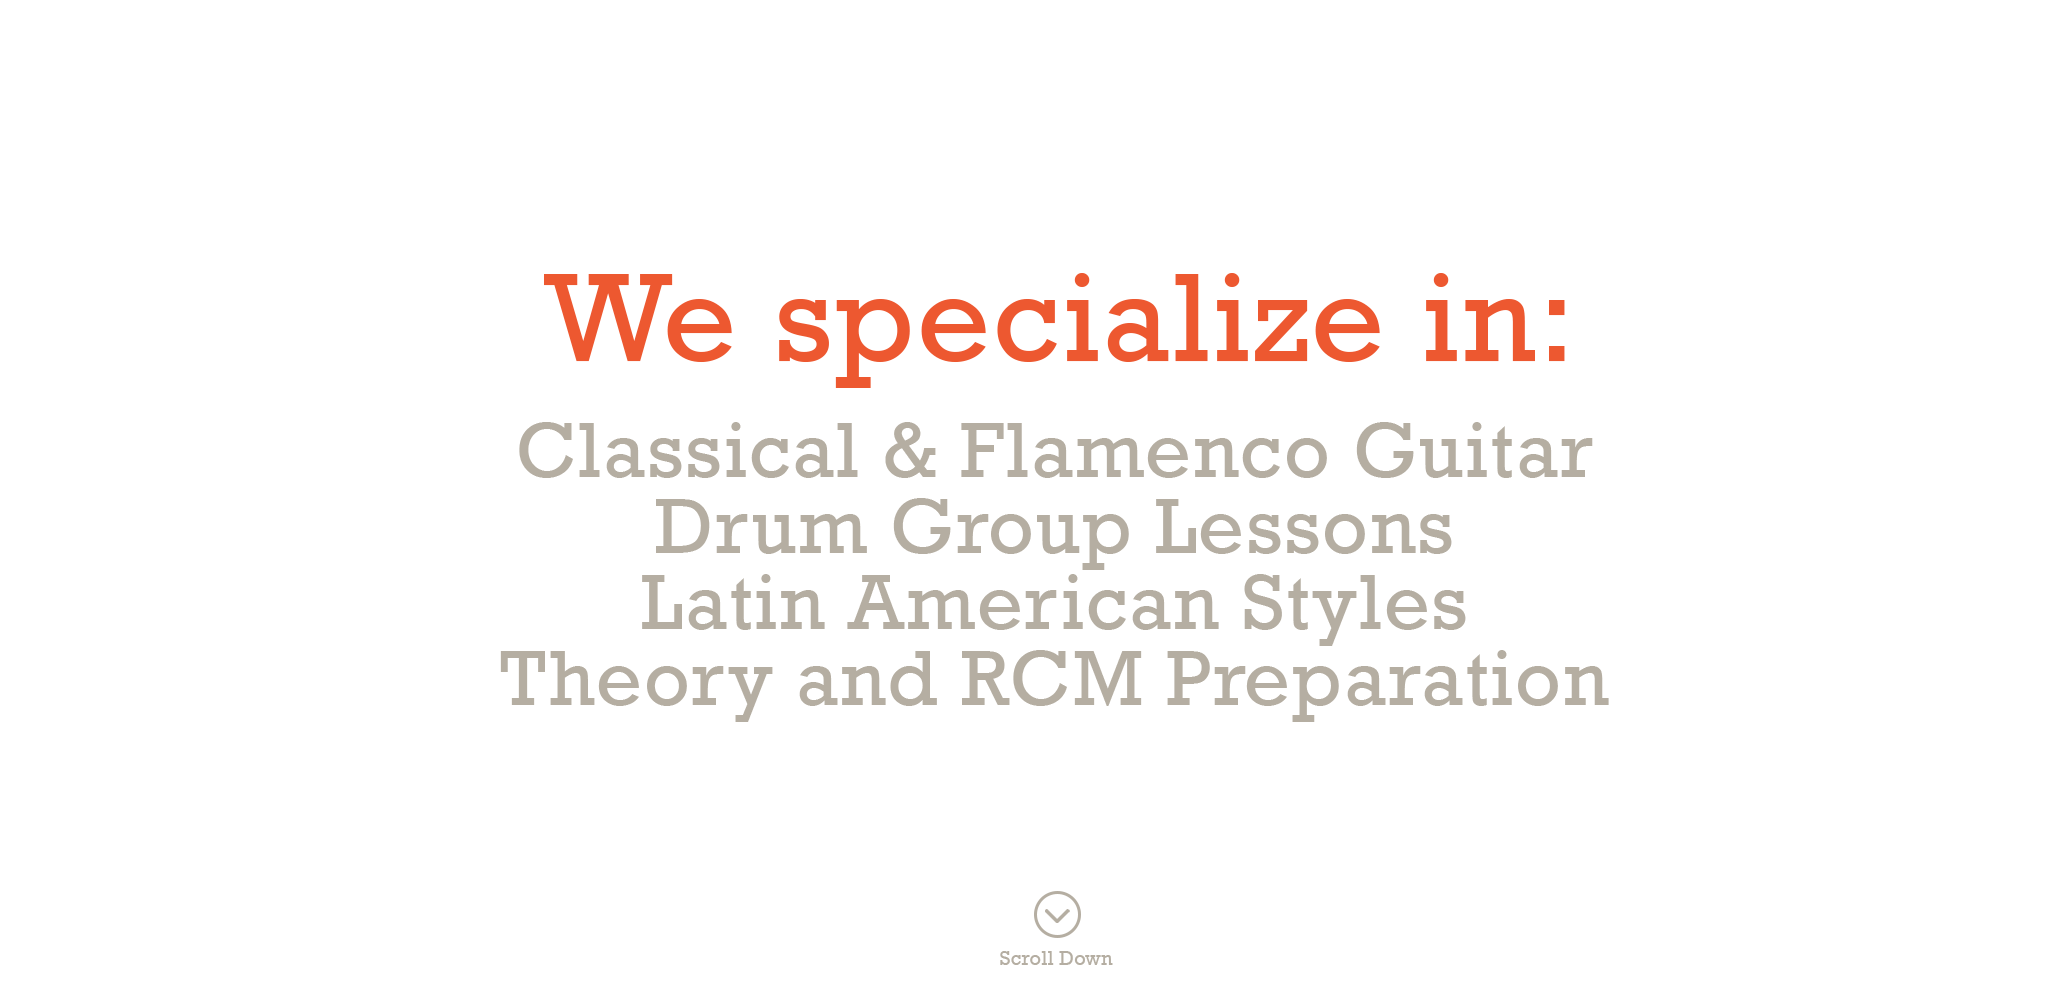 We specialize in:
Classical & Flamenco Guitar
Drum Group Lessons
Latin American Styles
Theory and RCM Preparation
Scroll Down